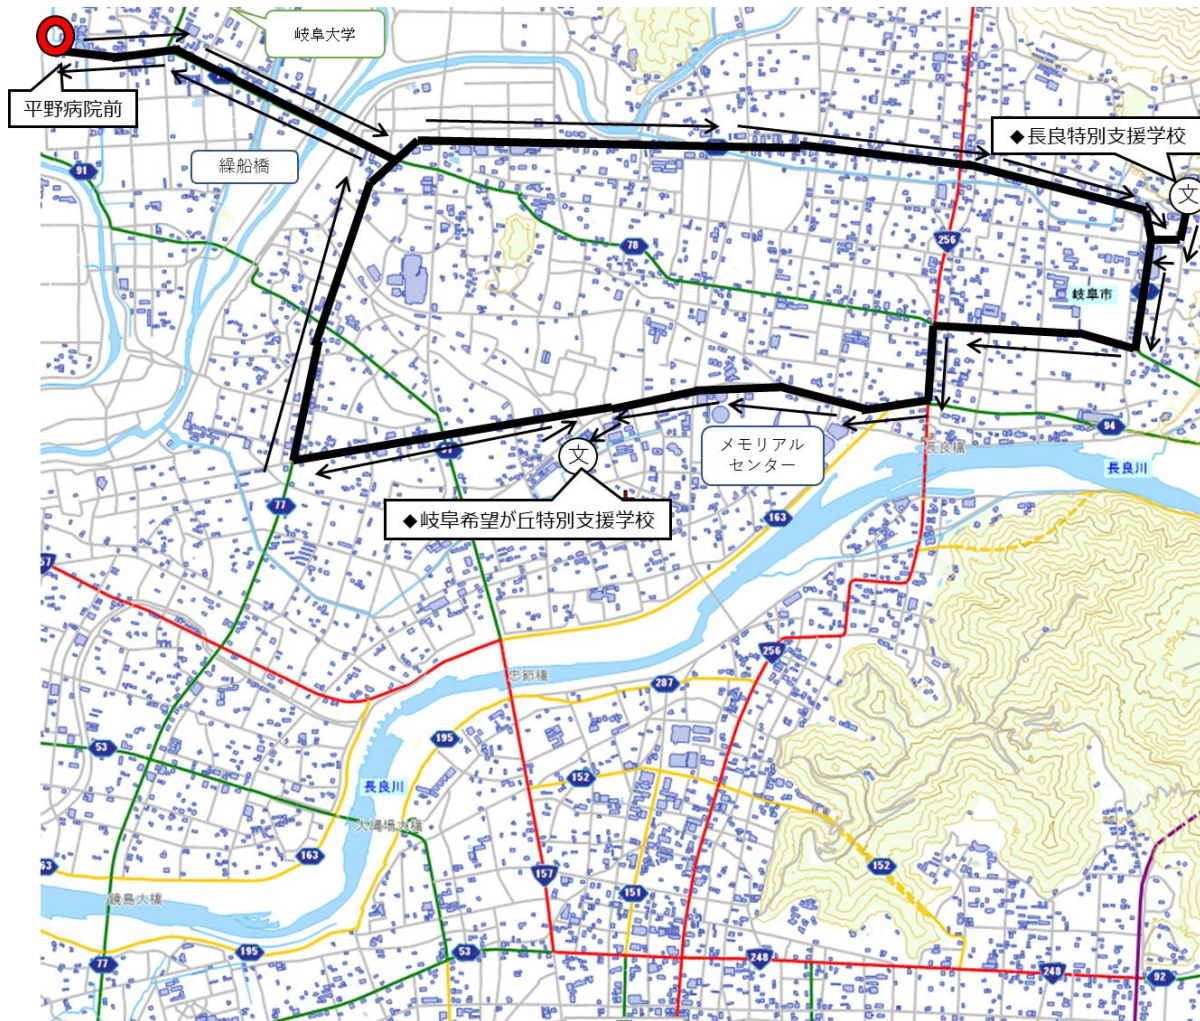 岐阜大学
平野病院前
繰船橋
91
◆長良特別支援学校
文
256
78
岐阜市
94
長良橋
長良川
メモリアル
センター
文
◆岐阜希望が丘特別支援学校
77
163
256
忠節橋
287
195
53
152
長良川
大縄場大橋
163
152
157
151
鏡島大橋
195
53
77
248
248
92